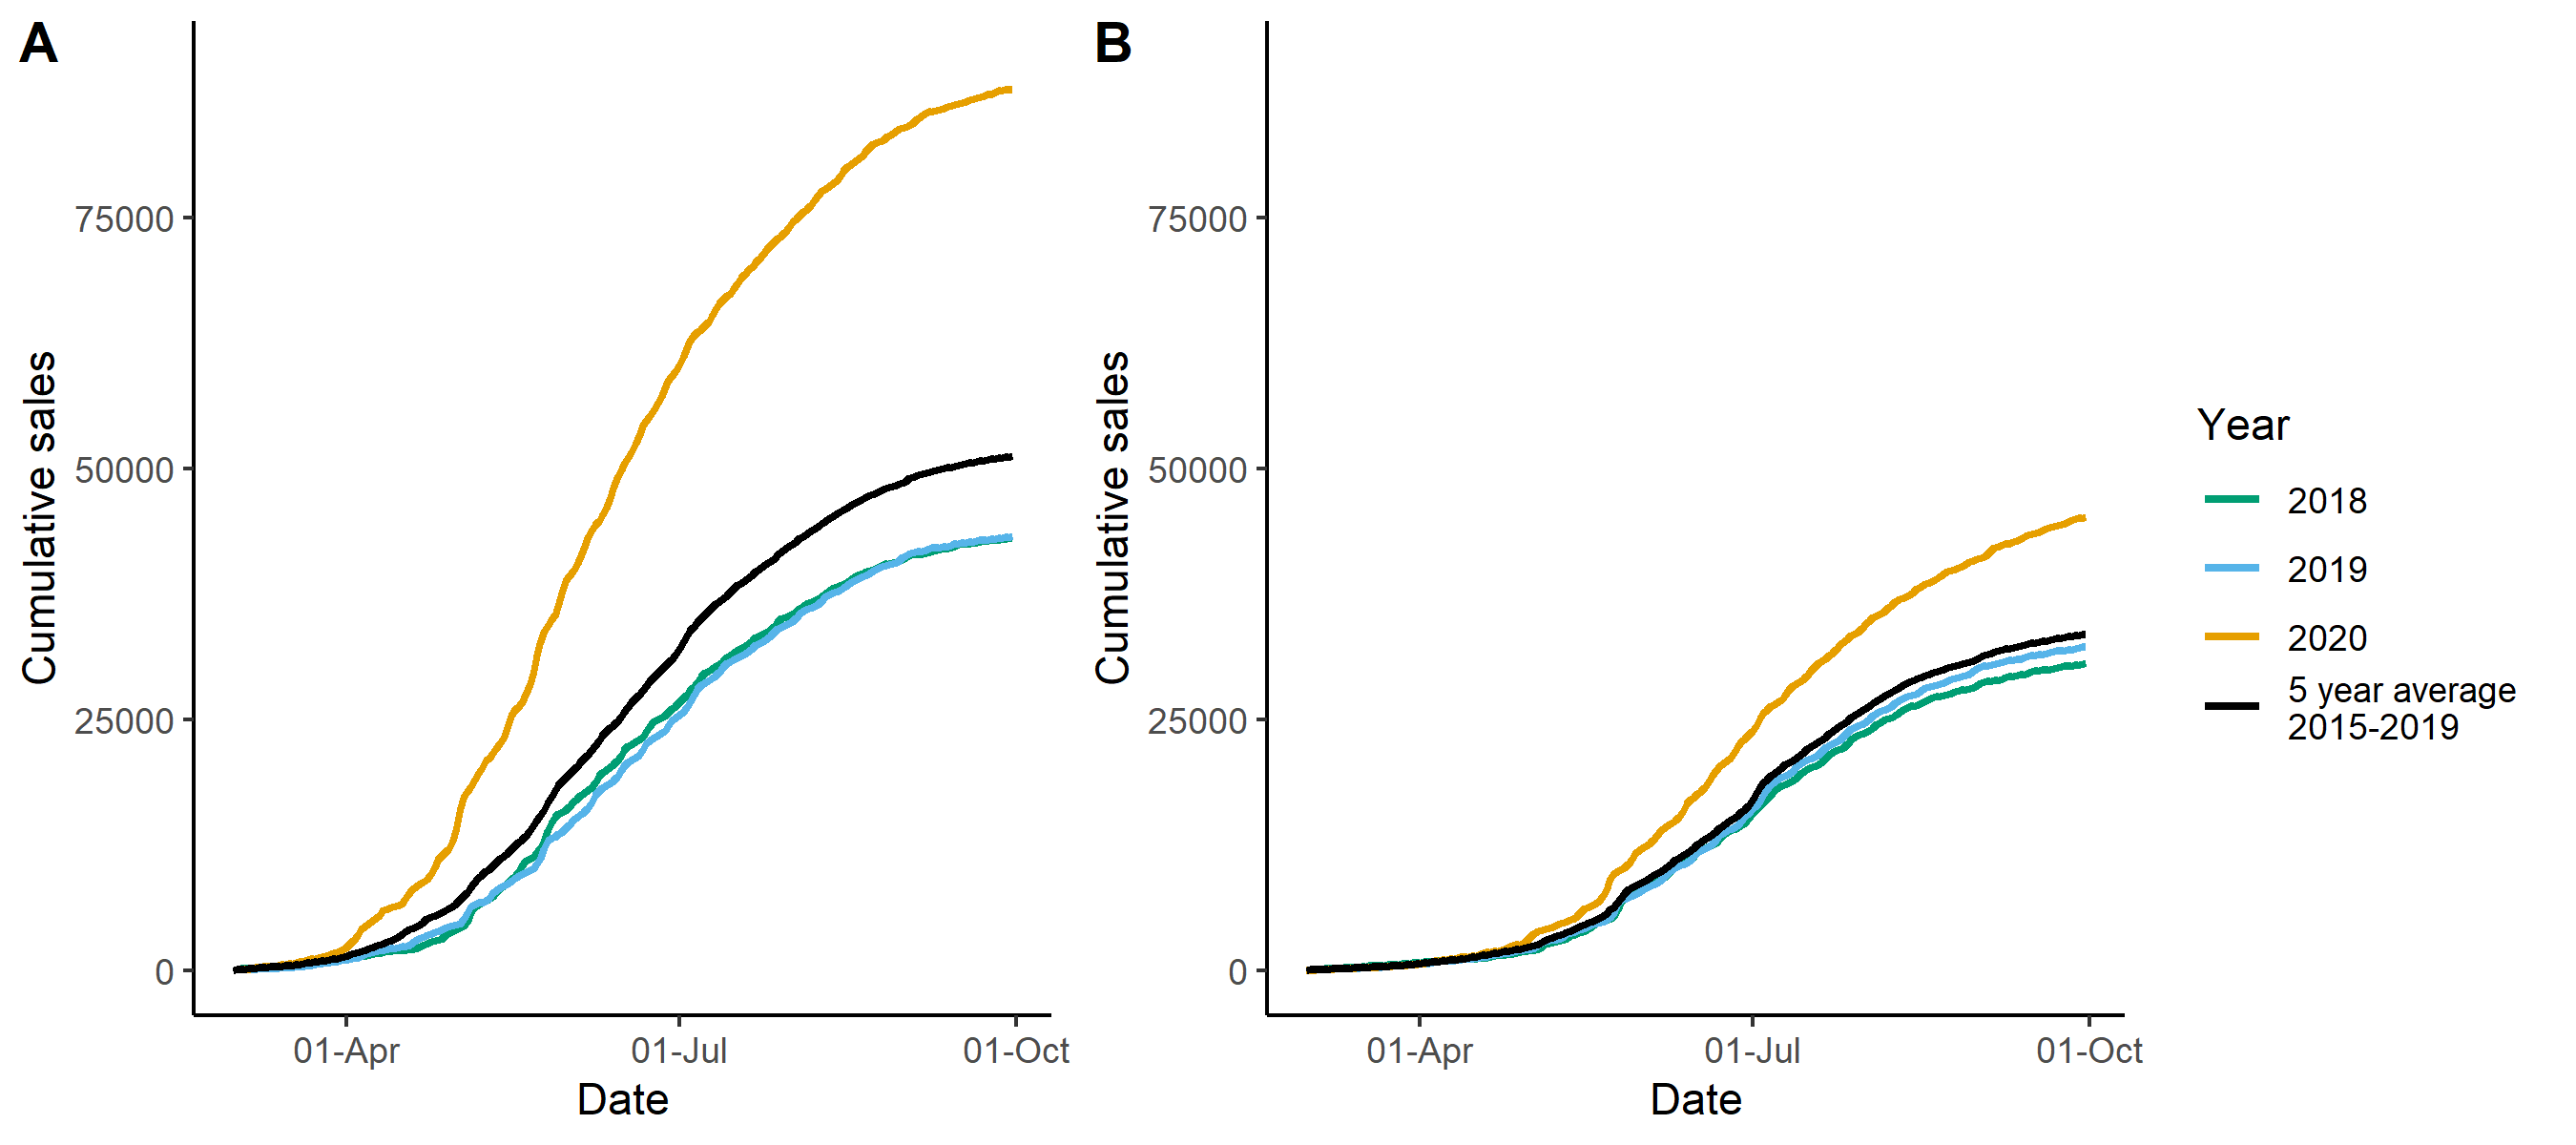 A
Cumulative sales
75000
50000
25000
0
01-Apr
01-Jul
01-Oct
Date
B
Cumulative sales
75000
50000
25000
0
01-Apr
01-Jul
01-Oct
Date
Year
2018
2019
2020
5 year average
2015-2019